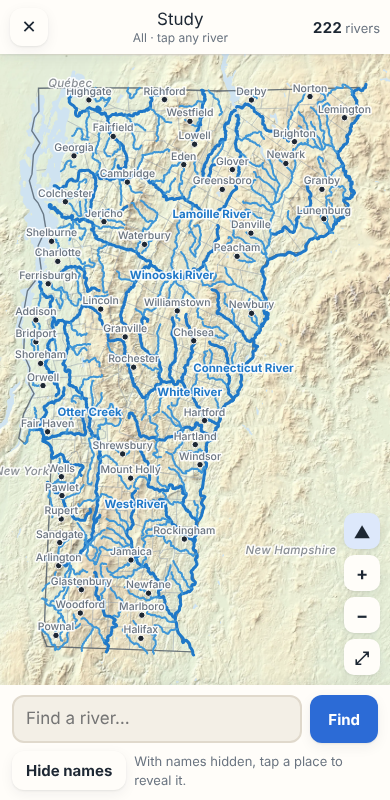 Study
All · tap any river
222 rivers
Québec
Highgate
Richford
Derby
Norton
Westfield
Lemington
Fairfield
Lowell
Brighton
Georgia
Eden
Glover
Newark
Cambridge
Greensboro
Granby
Colchester
Jericho
Lamoille River
Lunenburg
Danville
Shelburne
Waterbury
Charlotte
Peacham
Ferrisburgh
Winooski River
Lincoln
Williamstown
Newbury
Addison
Granville
Chelsea
Bridport
Shoreham
Rochester
Connecticut River
Orwell
White River
Otter Creek
Hartford
Fair Haven
Hartland
Shrewsbury
Windsor
New York
Wells
Mount Holly
Pawlet
West River
Rupert
Sandgate
Rockingham
Jamaica
New Hampshire
Arlington
Glastenbury
Newfane
Woodford
Marlboro
Pownal
Halifax
Find a river...
Find
Hide names
With names hidden, tap a place to
reveal it.